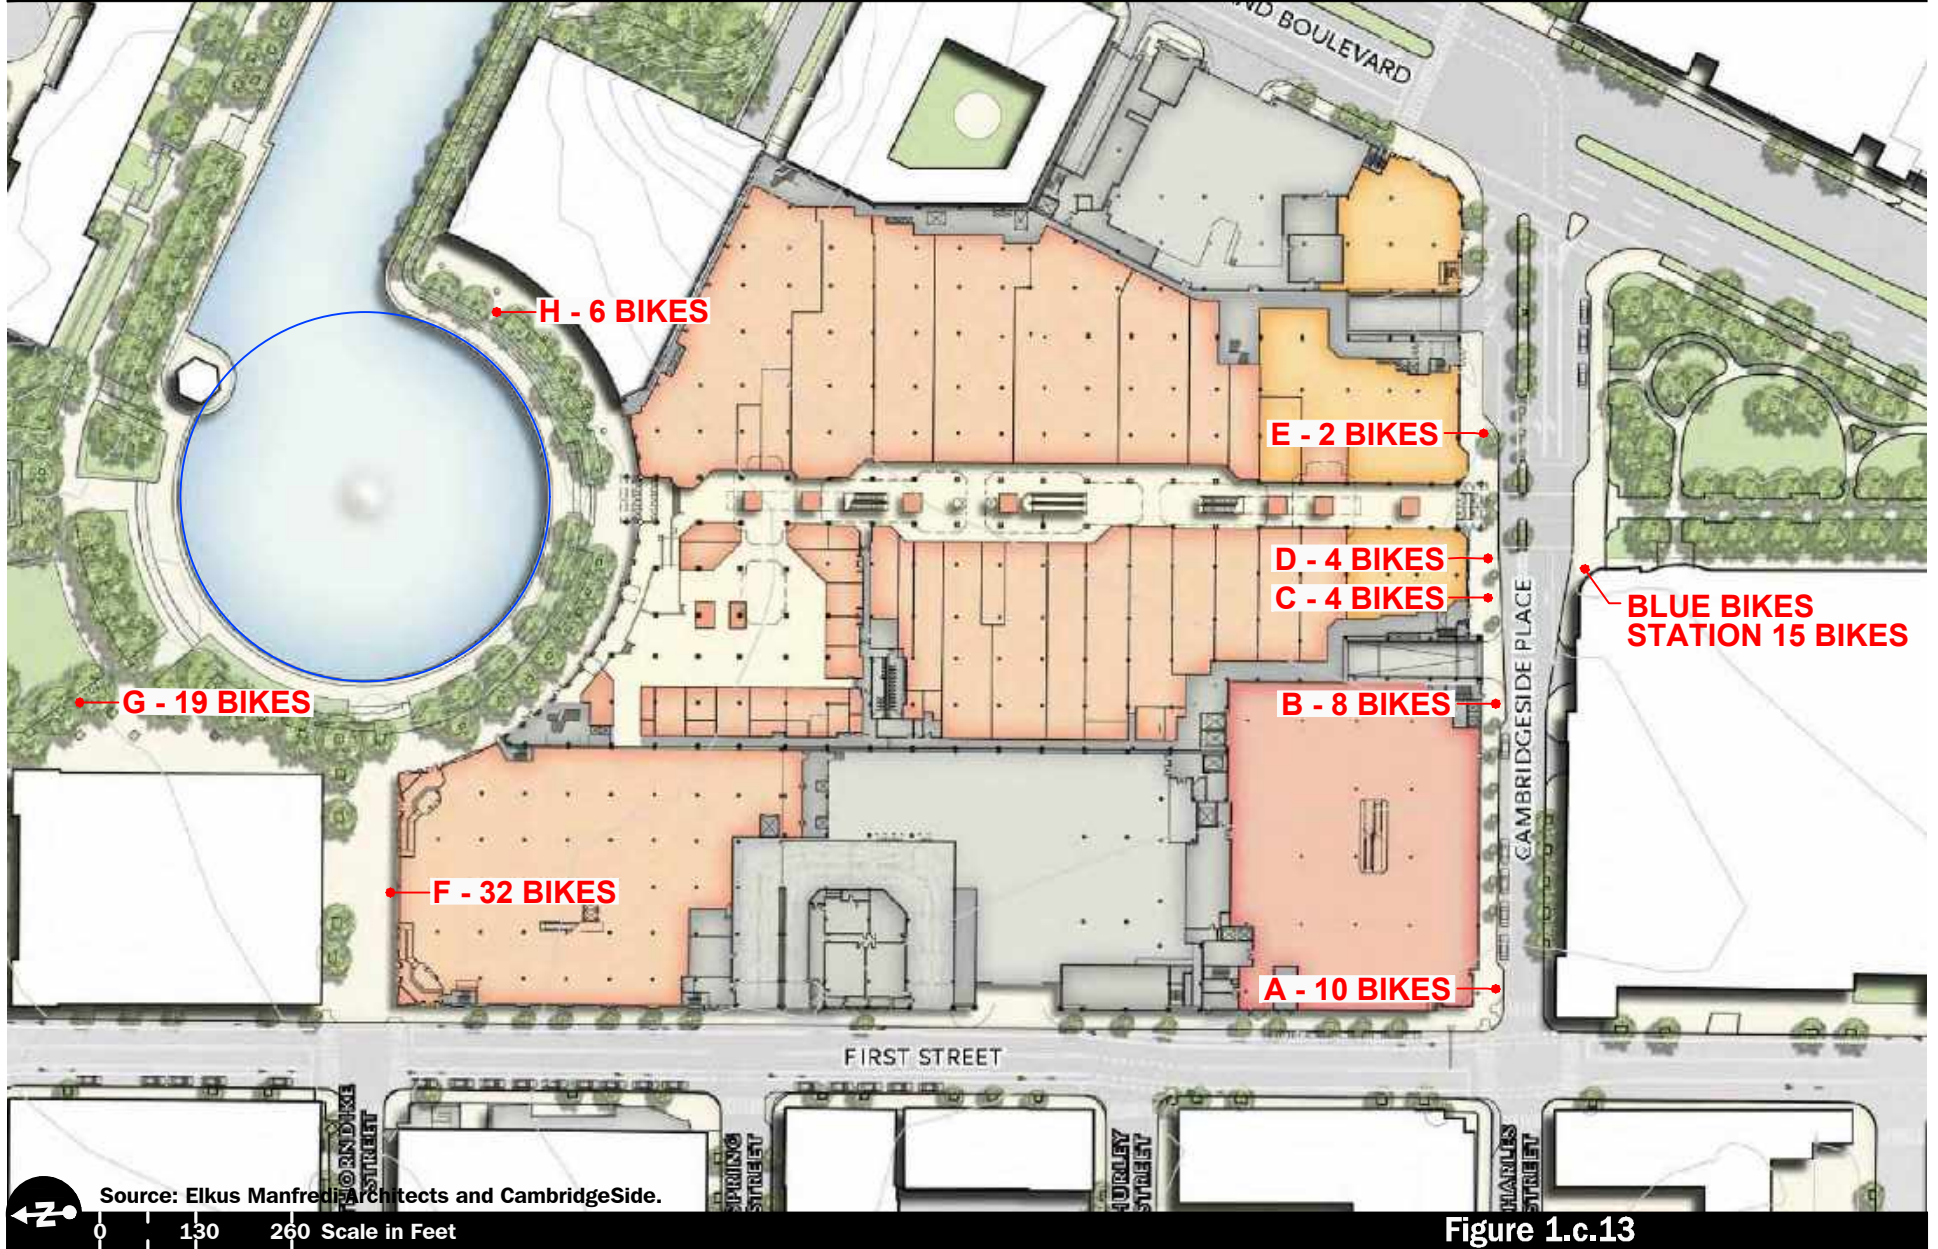 ND BOULEVARD
H - 6 BIKES
E - 2 BIKES
D - 4 BIKES
C - 4 BIKES
BLUE BIKES
STATION 15 BIKES
CAMBRIDGESIDE PLACE
G - 19 BIKES
B - 8 BIKES
F - 32 BIKES
A - 10 BIKES
FIRST STREET
THORNDIKE
STREET
SPRING
STREET
HURLEY
STREET
CHARLES
STREET
Source: Elkus Manfredi Architects and CambridgeSide.
N
0 130 260 Scale in Feet
Figure 1.c.13